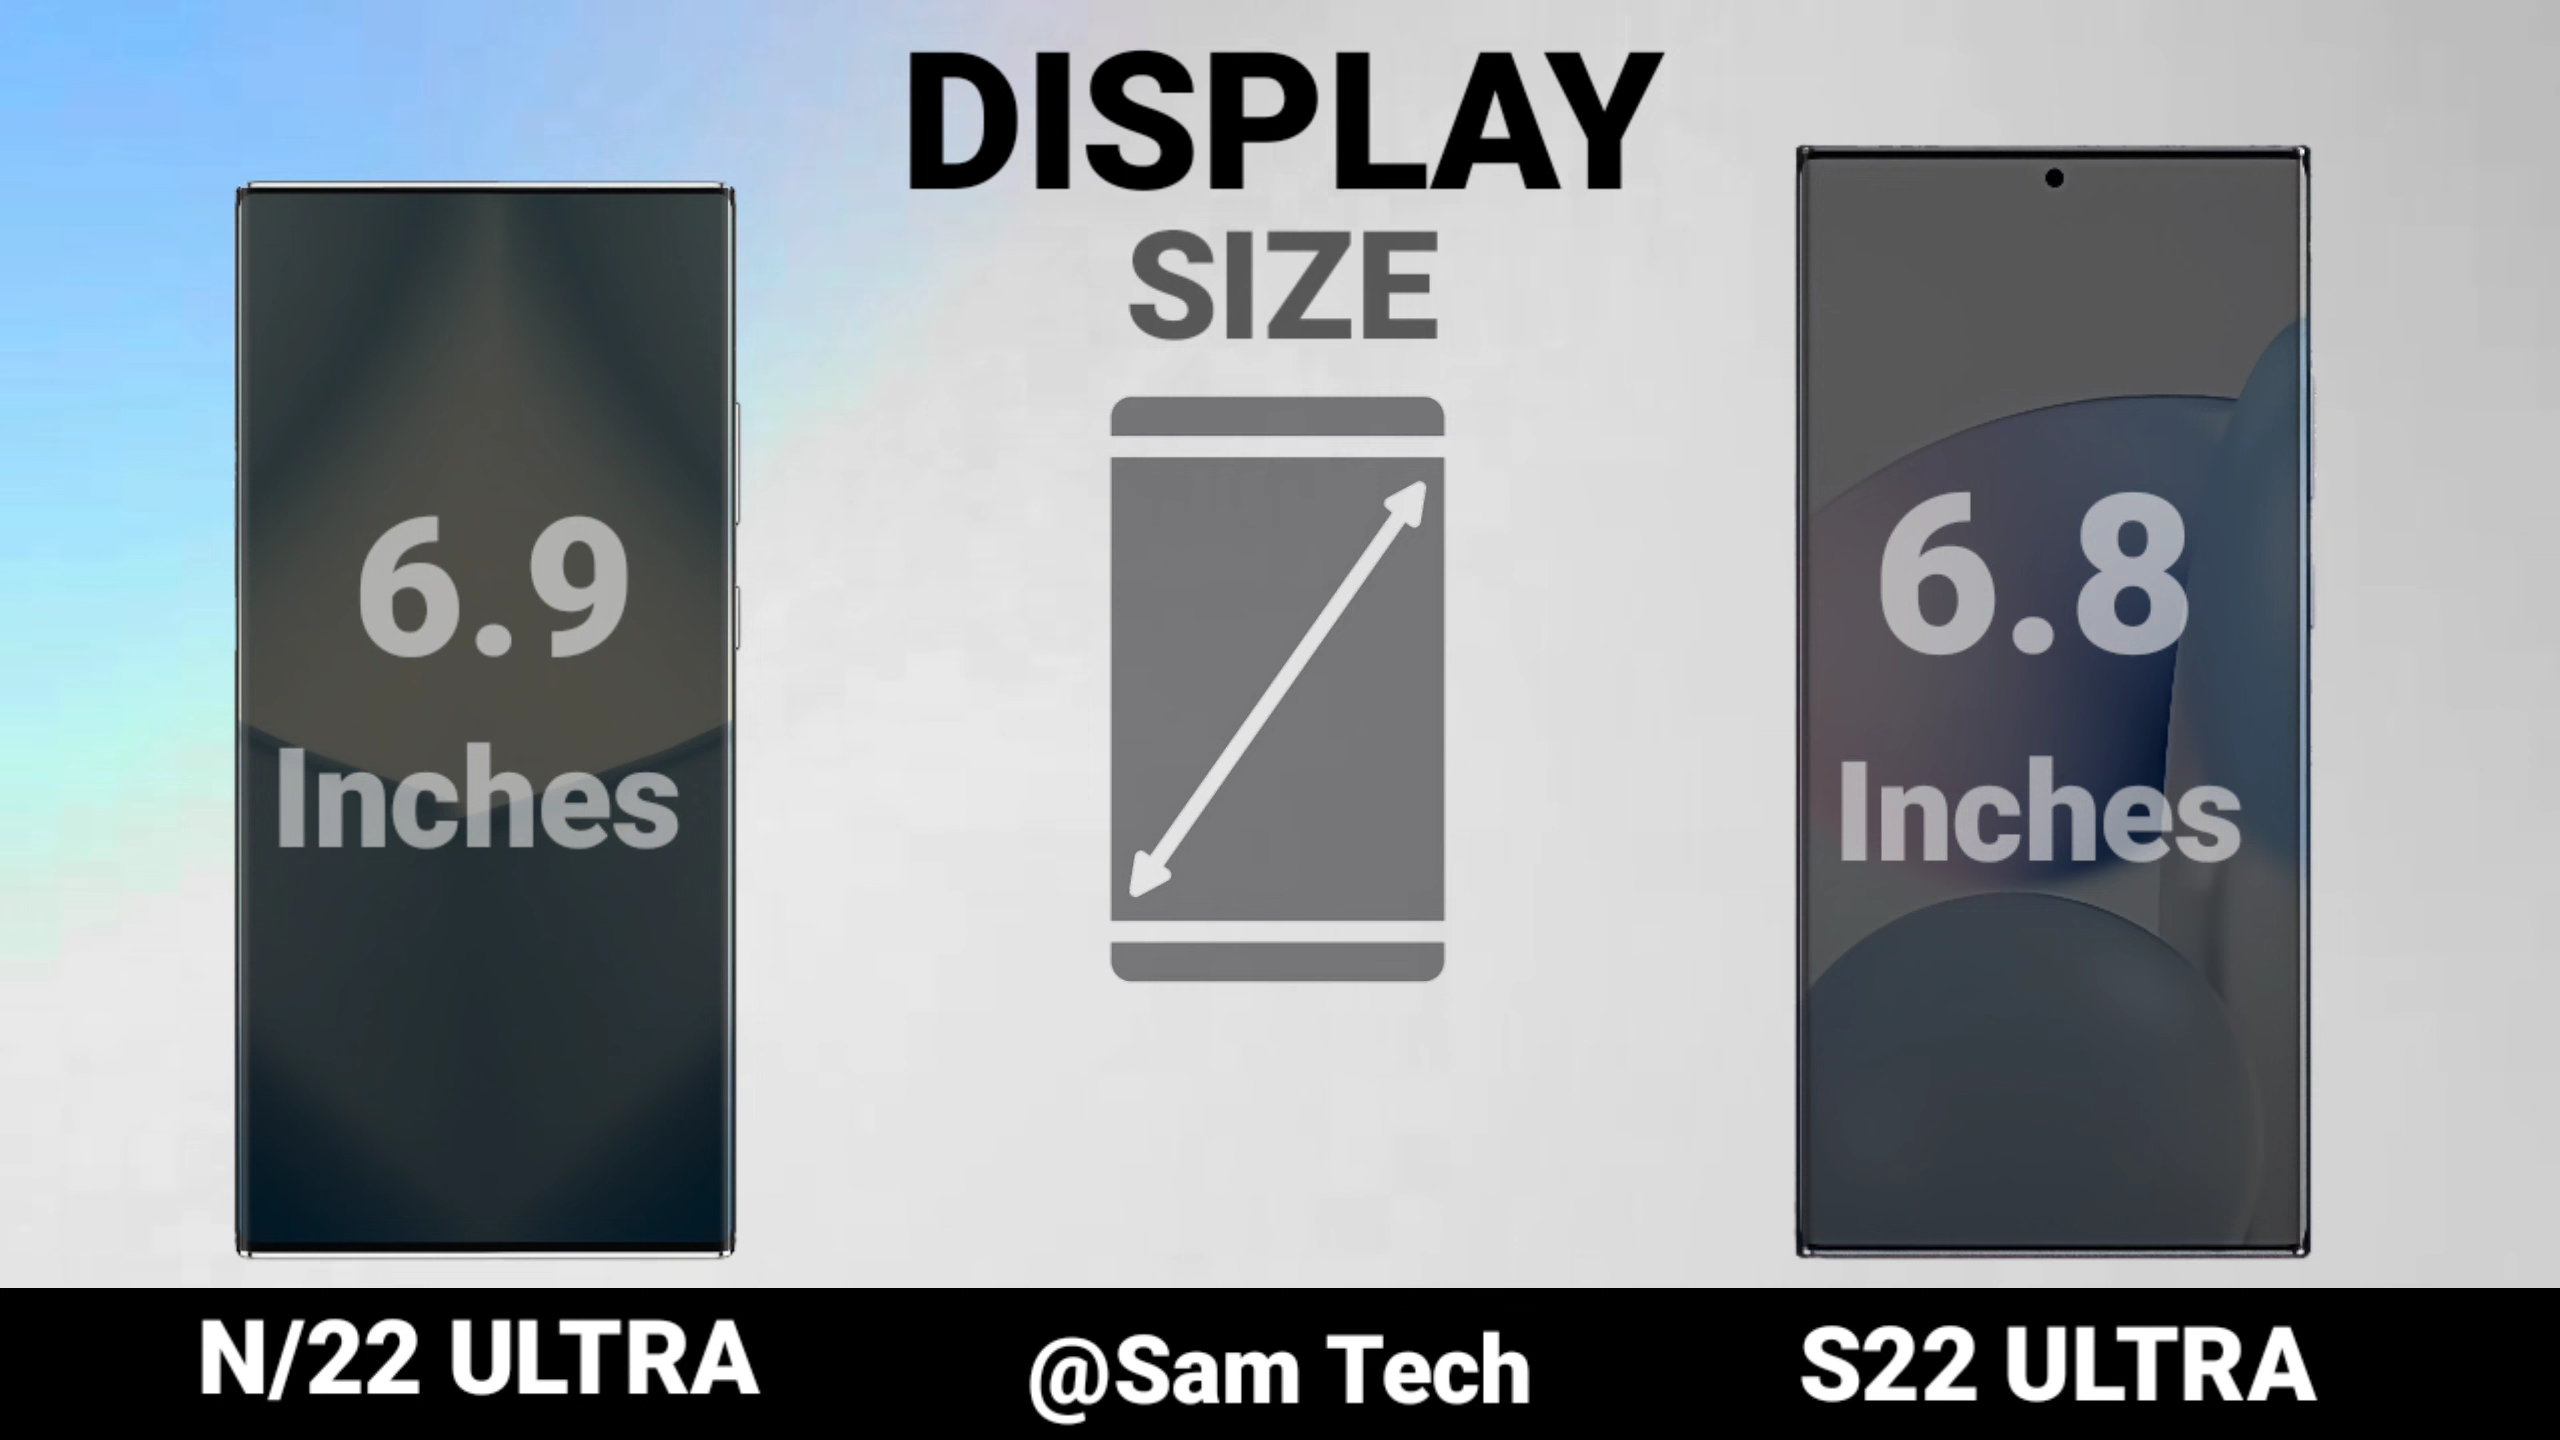 DISPLAY
SIZE
6.9
Inches
6.8
Inches
N/22 ULTRA
@Sam Tech
S22 ULTRA